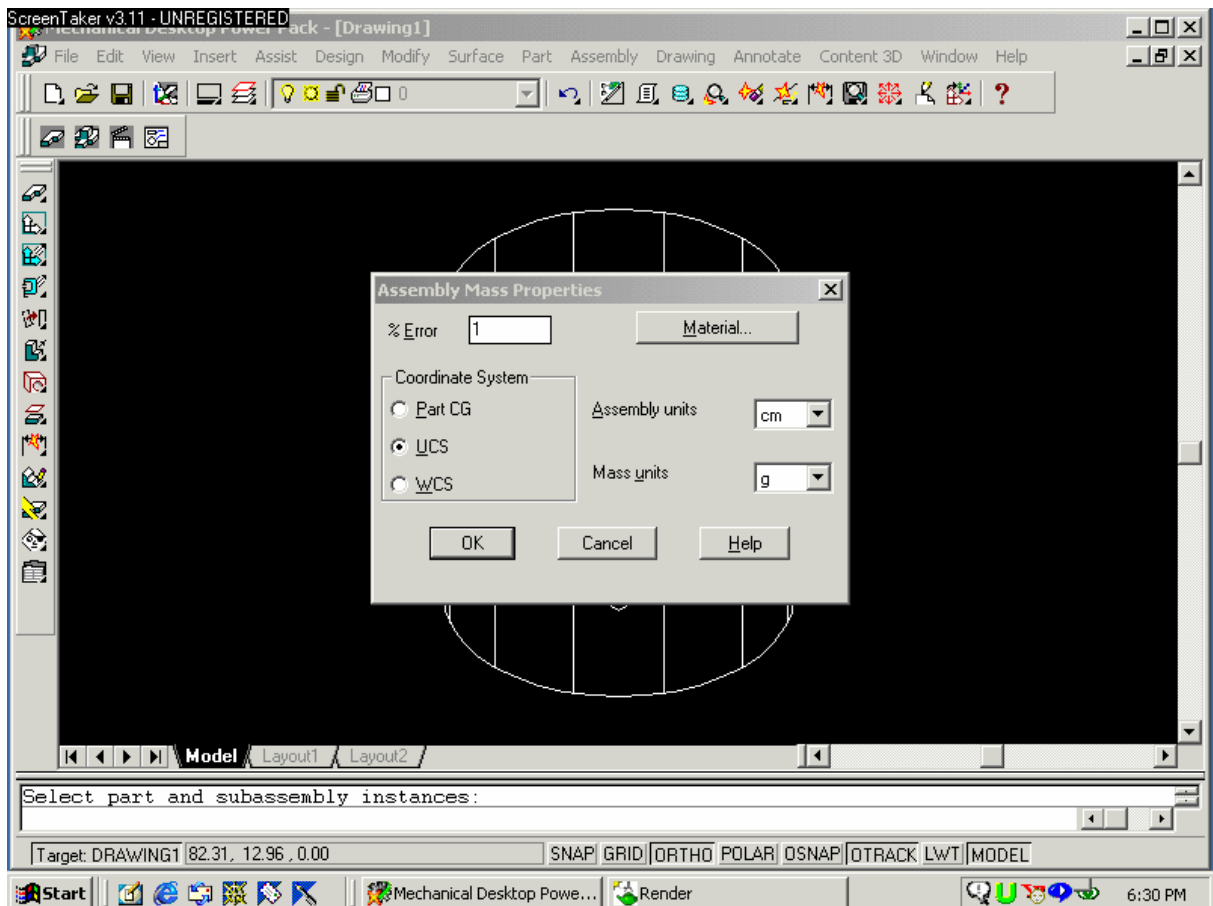 ScreenTaker v3.11 - UNREGISTERED
Mechanical Desktop Power Pack - [Drawing1]
File Edit View Insert Assist Design Modify Surface Part Assembly Drawing Annotate Content 3D Window Help
0
?
Assembly Mass Properties
% Error 1 Material...
Coordinate System
Part CG Assembly units cm
UCS
Mass units g
WCS
OK Cancel Help
Model Layout1 Layout2
Select part and subassembly instances:
Target: DRAWING1 82.31, 12.96 , 0.00 SNAP GRID ORTHO POLAR OSNAP OTRACK LWT MODEL
Start Mechanical Desktop Powe... Render 6:30 PM